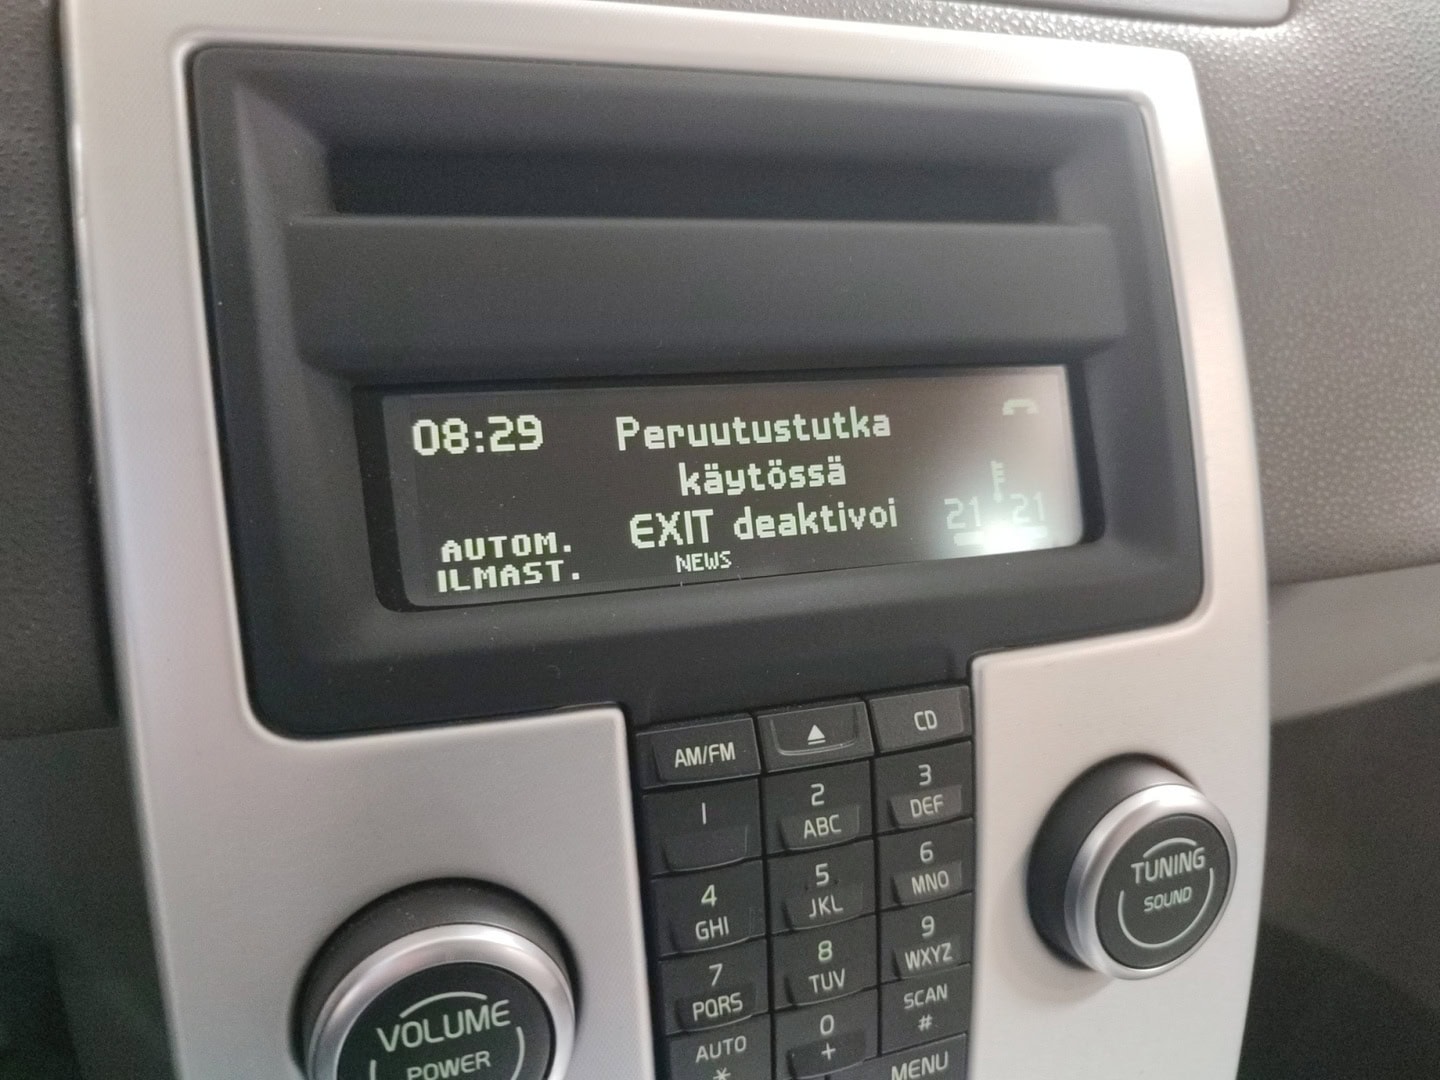 08:29 Peruutustutka
käytössä
EXIT deaktivoi
21 21
AUTOM.
ILMAST.
NEWS
AM/FM CD
1 2 ABC 3 DEF
4 GHI 5 JKL 6 MNO
7 PQRS 8 TUV 9 WXYZ
AUTO * 0 + SCAN #
MENU
VOLUME
POWER
TUNING
SOUND